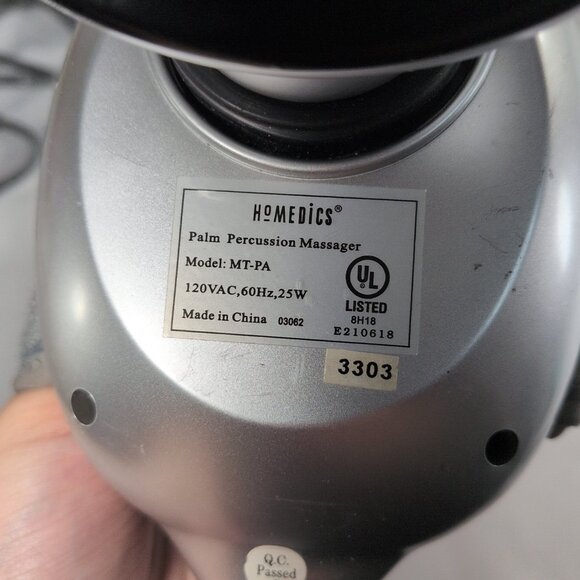 HoMEDiCS®
Palm Percussion Massager
Model: MT-PA
120VAC,60Hz,25W
Made in China 03062
UL
LISTED
8H18
E210618
3303
Q.C.
Passed